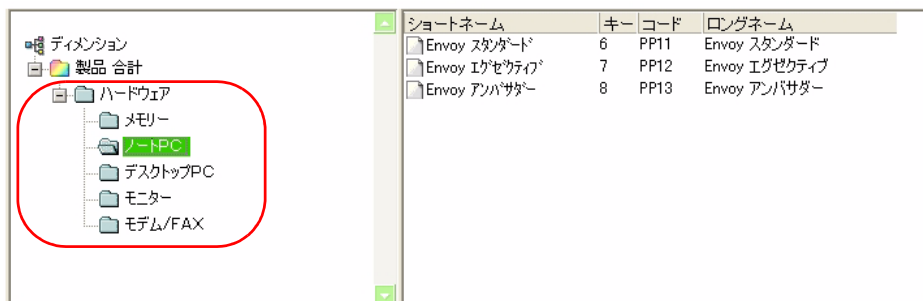 ディメンション
製品 合計
ハードウェア
メモリー
ノートPC
デスクトップPC
モニター
モデム/FAX
ショートネーム キー コード ロングネーム
Envoy ｽﾀﾝﾀﾞｰﾄﾞ 6 PP11 Envoy スタンダード
Envoy ｴｸﾞｾﾞｸﾃｨﾌﾞ 7 PP12 Envoy エグゼクティブ
Envoy ｱﾝﾊﾞｻﾀﾞｰ 8 PP13 Envoy アンバサダー